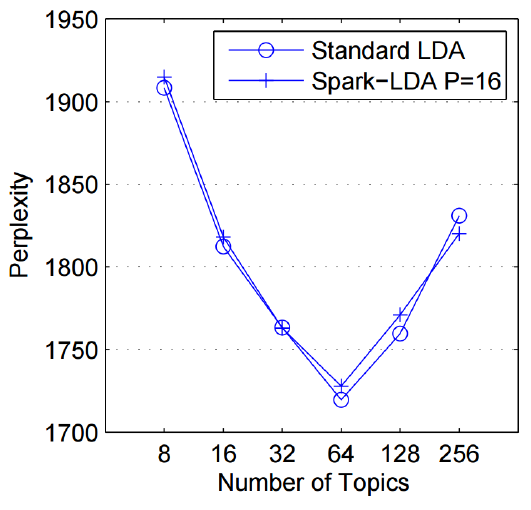 1950
Standard LDA
Spark-LDA P=16
1900
1850
1800
1750
1700
Perplexity
8 16 32 64 128 256
Number of Topics